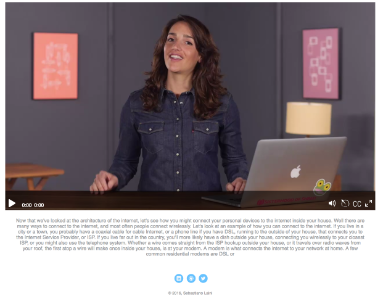 0:00 0:00
CC
Now that we've looked at the architecture of the internet, let's see how you might connect your personal devices to the internet inside your house. Well there are
many ways to connect to the internet, and most often people connect wirelessly. Let's look at an example of how you can connect to the internet. If you live in a
city or a town, you probably have a coaxial cable for cable Internet, or a phone line if you have DSL, running to the outside of your house, that connects you to
the Internet Service Provider, or ISP. If you live far out in the country, you'll more likely have a dish outside your house, connecting you wirelessly to your closest
ISP, or you might also use the telephone system. Whether a wire comes straight from the ISP hookup outside your house, or it travels over radio waves from
your roof, the first stop a wire will make once inside your house, is at your modem. A modem is what connects the internet to your network at home. A few
common residential modems are DSL or